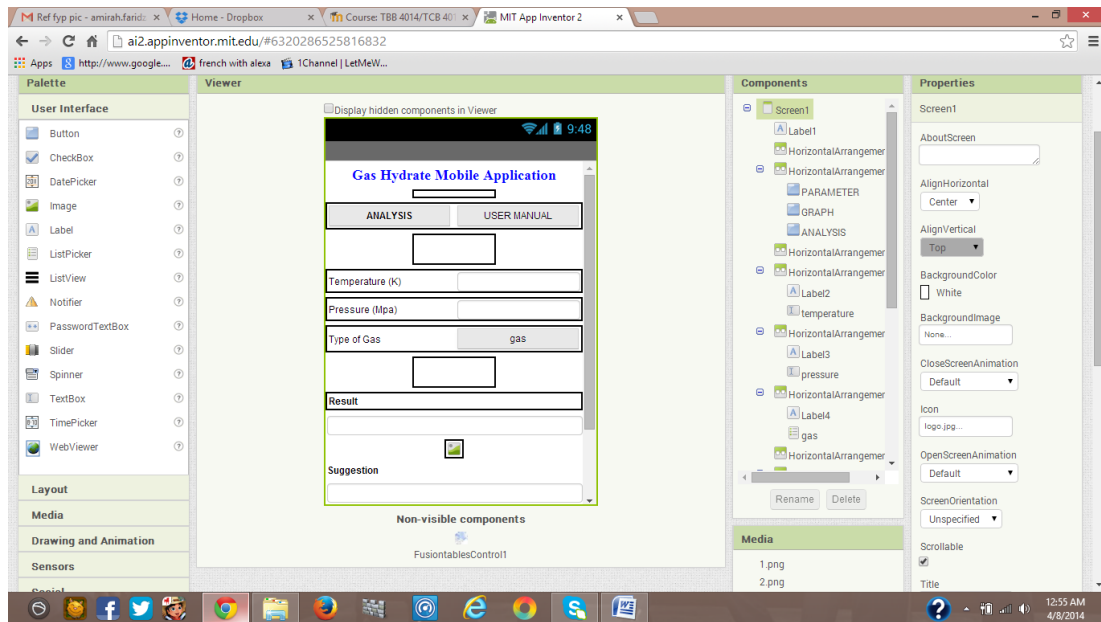 Ref fyp pic - amirah.farid
Home - Dropbox
Course: TBB 4014/TCB 401
MIT App Inventor 2
ai2.appinventor.mit.edu/#6320286525816832
Apps
http://www.google....
french with alexa
1Channel | LetMeW...
Palette
User Interface
Button
CheckBox
DatePicker
Image
Label
ListPicker
ListView
Notifier
PasswordTextBox
Slider
Spinner
TextBox
TimePicker
WebViewer
Layout
Media
Drawing and Animation
Sensors
Social
Viewer
Display hidden components in Viewer
9:48
Gas Hydrate Mobile Application
ANALYSIS
USER MANUAL
Temperature (K)
Pressure (Mpa)
Type of Gas
gas
Result
Suggestion
Non-visible components
FusiontablesControl1
Components
Screen1
Label1
HorizontalArrangemer
HorizontalArrangemer
PARAMETER
GRAPH
ANALYSIS
HorizontalArrangemer
HorizontalArrangemer
Label2
temperature
HorizontalArrangemer
Label3
pressure
HorizontalArrangemer
Label4
gas
HorizontalArrangemer
Rename
Delete
Media
1.png
2.png
Properties
Screen1
AboutScreen
AlignHorizontal
Center
AlignVertical
Top
BackgroundColor
White
BackgroundImage
None...
CloseScreenAnimation
Default
Icon
logo.jpg...
OpenScreenAnimation
Default
ScreenOrientation
Unspecified
Scrollable
Title
12:55 AM
4/8/2014